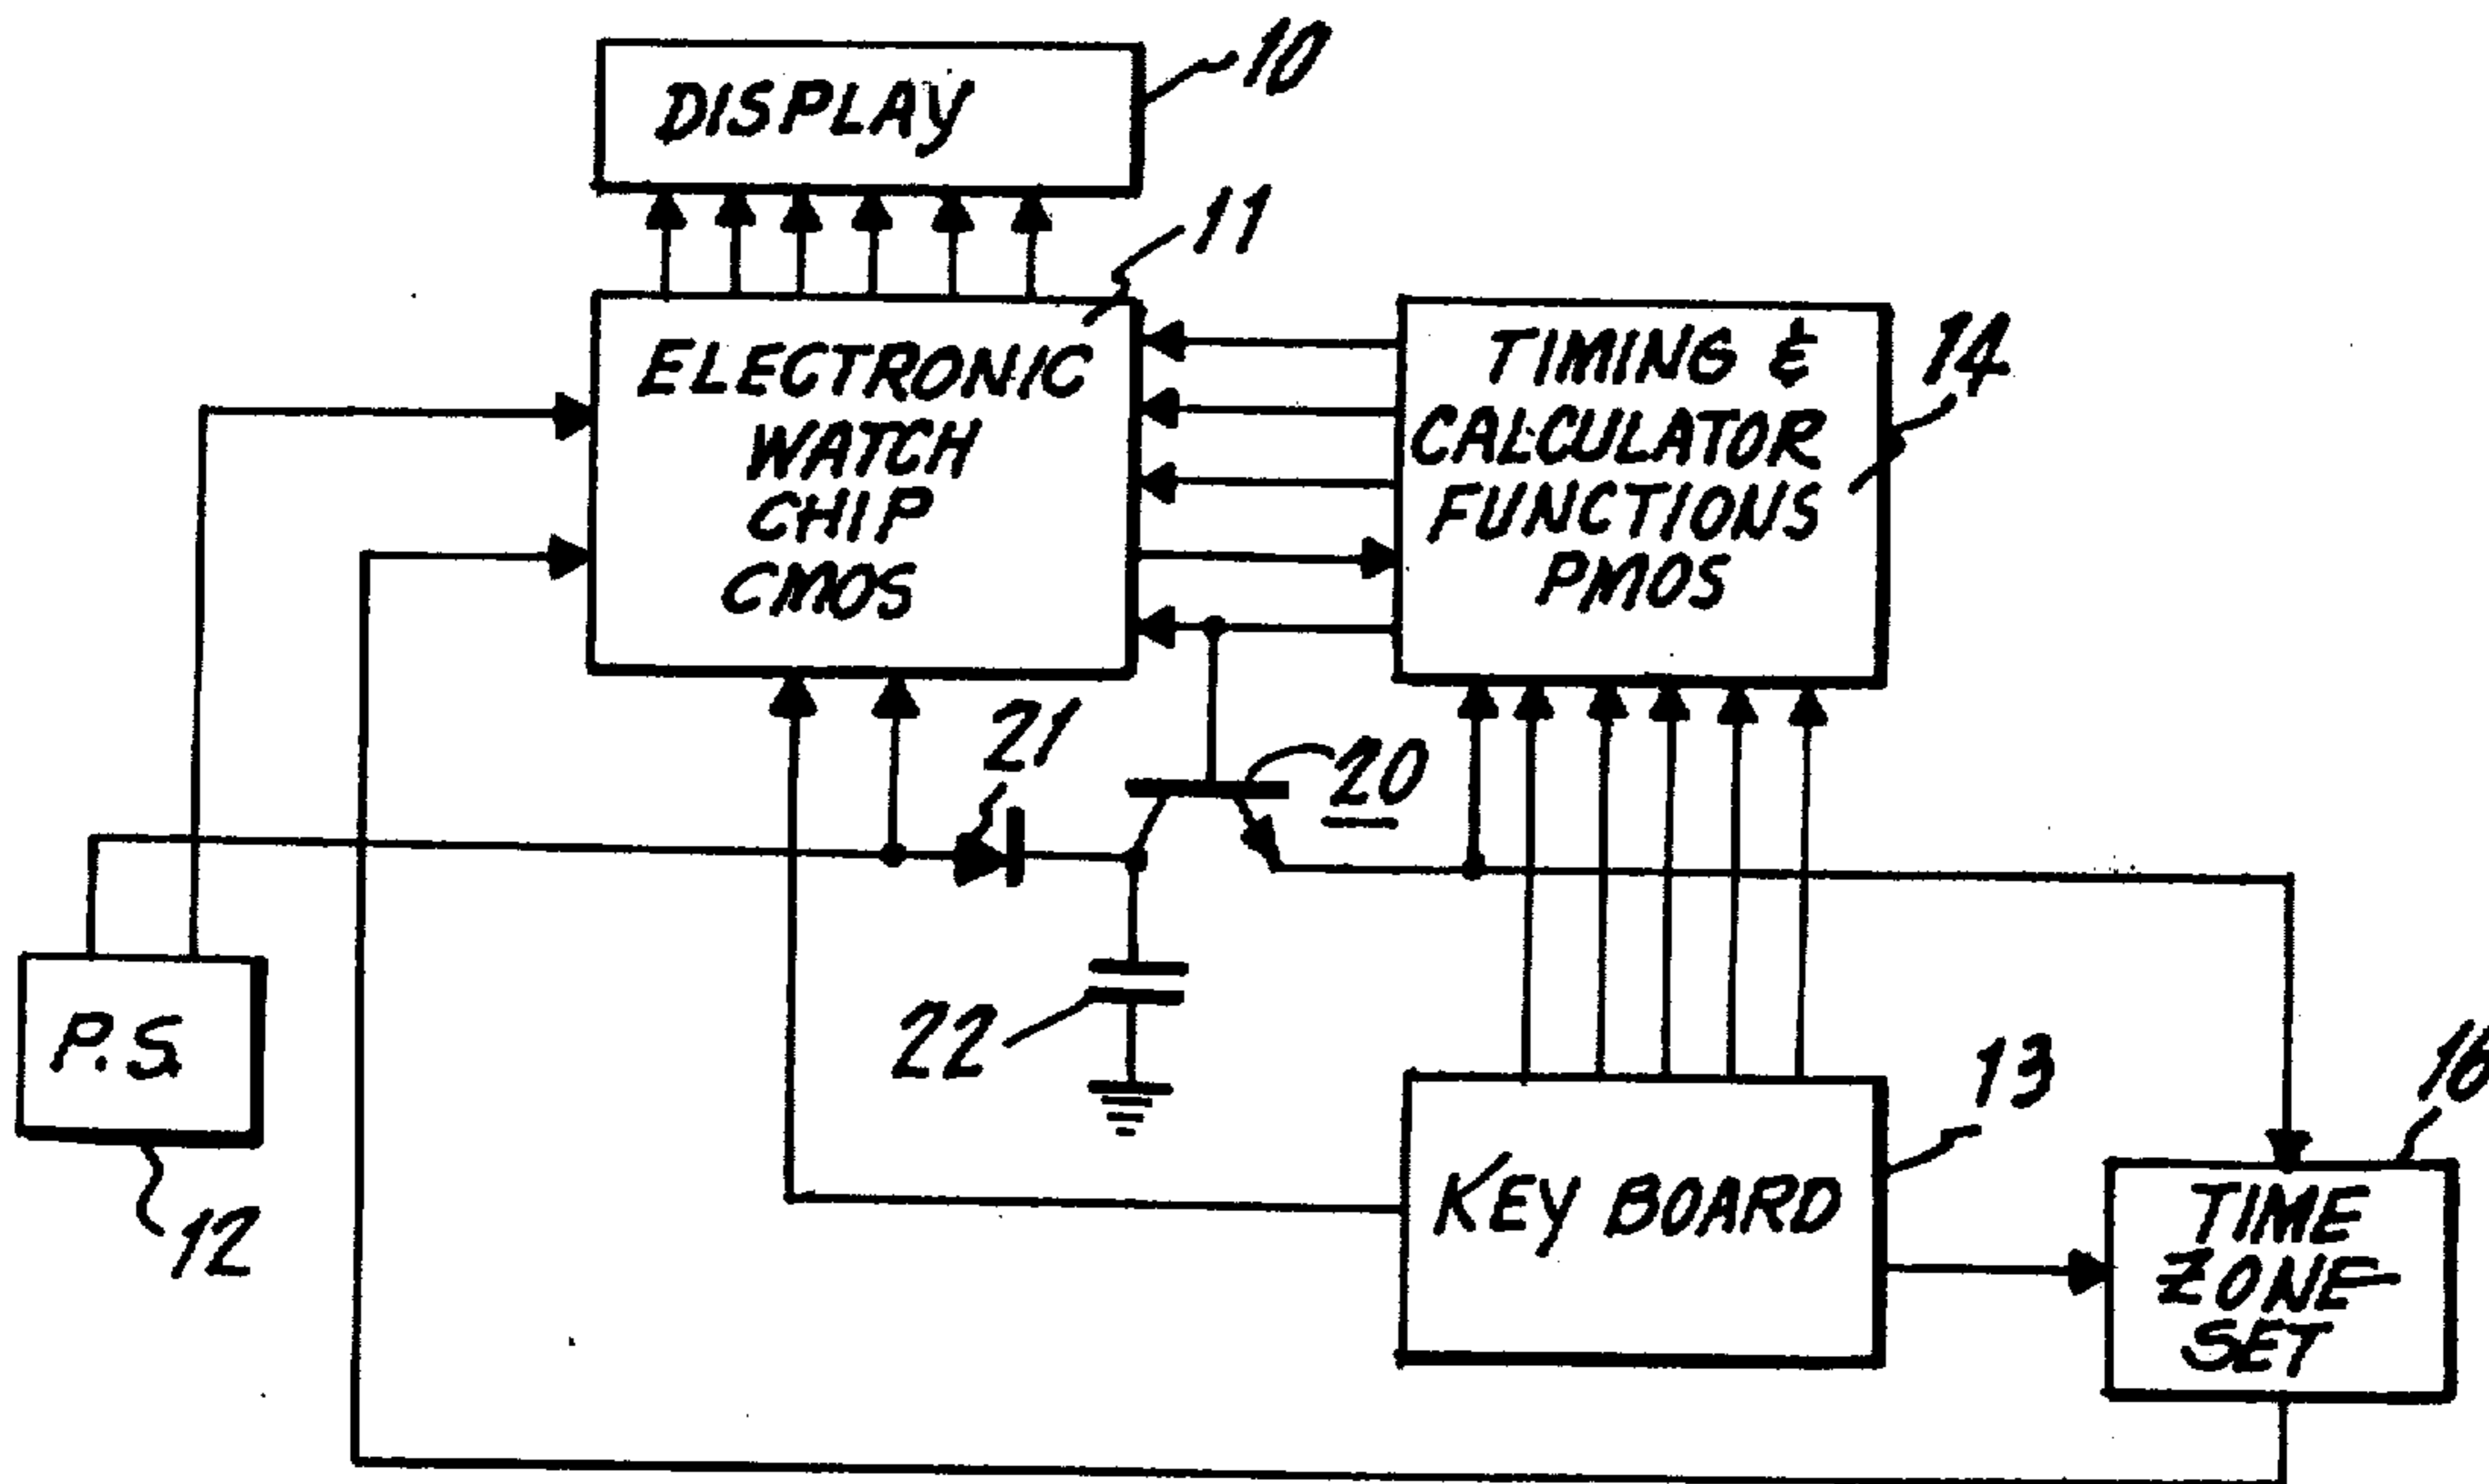 10
DISPLAY
11
ELECTRONIC
WATCH
CHIP
CMOS
TIMING &
CALCULATOR
FUNCTIONS
PMOS
14
21
20
P.S.
12
22
KEY BOARD
13
TIME
ZONE
SET